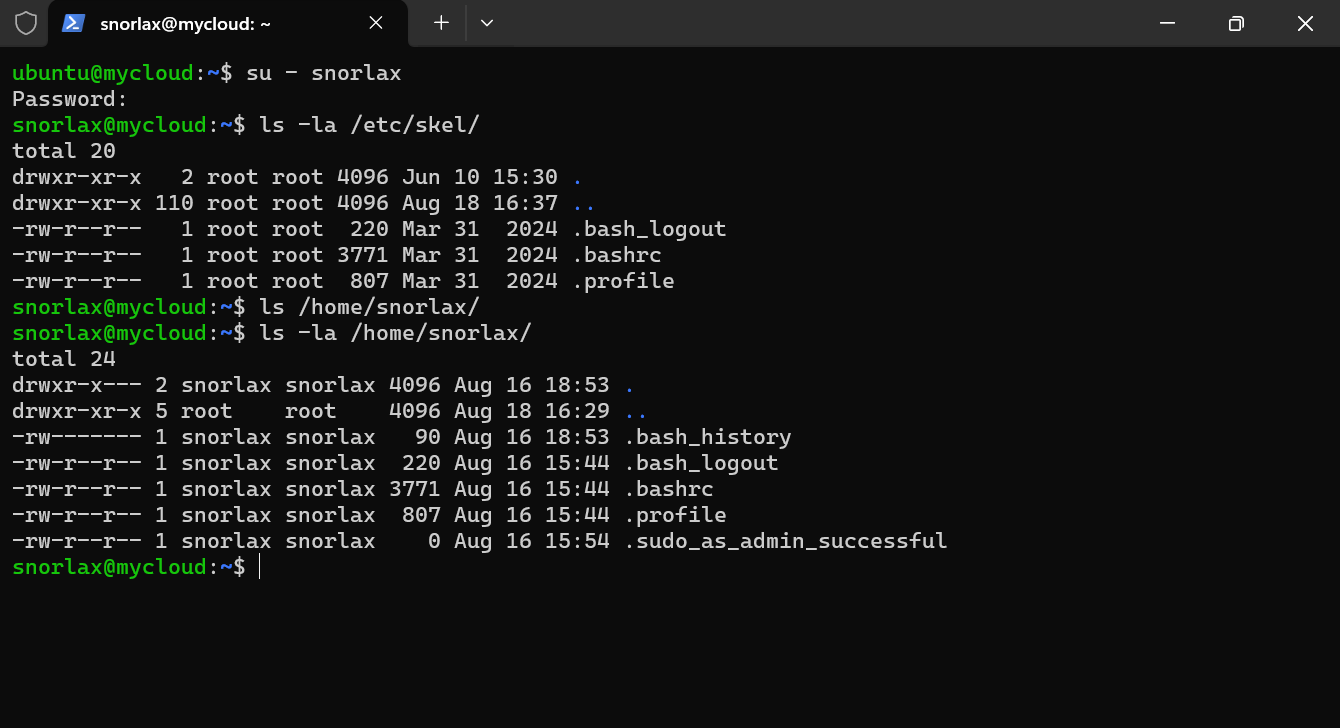 snorlax@mycloud: ~
ubuntu@mycloud:~$ su - snorlax
Password:
snorlax@mycloud:~$ ls -la /etc/skel/
total 20
drwxr-xr-x   2 root root 4096 Jun 10 15:30 .
drwxr-xr-x 110 root root 4096 Aug 18 16:37 ..
-rw-r--r--   1 root root  220 Mar 31  2024 .bash_logout
-rw-r--r--   1 root root 3771 Mar 31  2024 .bashrc
-rw-r--r--   1 root root  807 Mar 31  2024 .profile
snorlax@mycloud:~$ ls /home/snorlax/
snorlax@mycloud:~$ ls -la /home/snorlax/
total 24
drwxr-x--- 2 snorlax snorlax 4096 Aug 16 18:53 .
drwxr-xr-x 5 root    root    4096 Aug 18 16:29 ..
-rw------- 1 snorlax snorlax   90 Aug 16 18:53 .bash_history
-rw-r--r-- 1 snorlax snorlax  220 Aug 16 15:44 .bash_logout
-rw-r--r-- 1 snorlax snorlax 3771 Aug 16 15:44 .bashrc
-rw-r--r-- 1 snorlax snorlax  807 Aug 16 15:44 .profile
-rw-r--r-- 1 snorlax snorlax    0 Aug 16 15:54 .sudo_as_admin_successful
snorlax@mycloud:~$